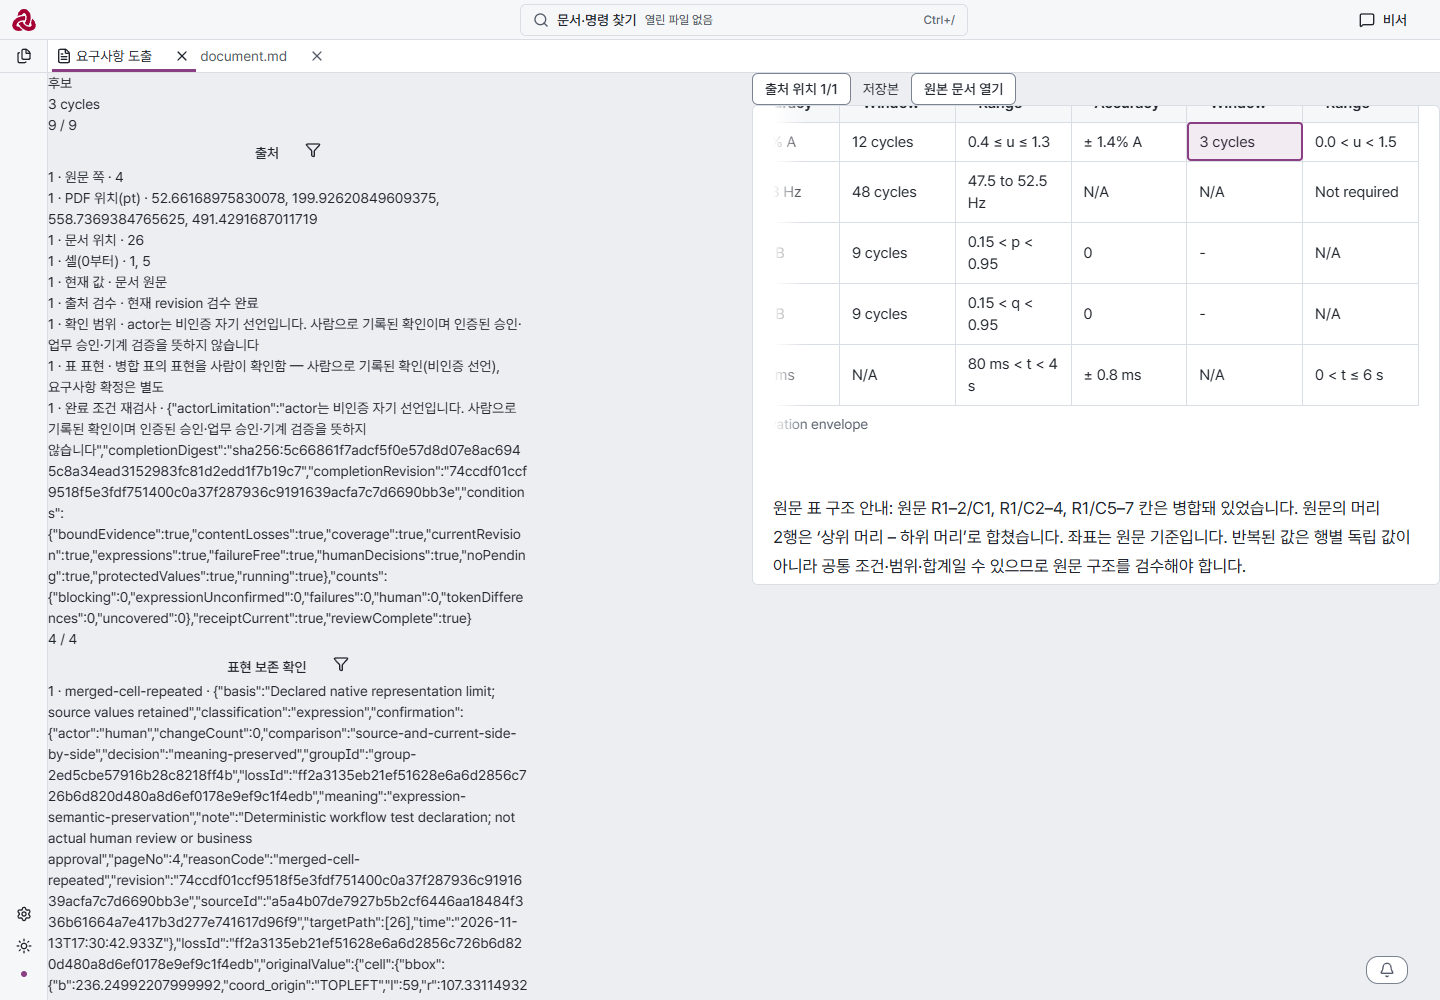 문서·명령 찾기 열린 파일 없음 Ctrl+/
비서
요구사항 도출
document.md
후보
3 cycles
9 / 9
출처
1 · 원문 쪽 · 4
1 · PDF 위치(pt) · 52.66168975830078, 199.92620849609375,
558.7369384765625, 491.4291687011719
1 · 문서 위치 · 26
1 · 셀(0부터) · 1, 5
1 · 현재 값 · 문서 원문
1 · 출처 검수 · 현재 revision 검수 완료
1 · 확인 범위 · actor는 비인증 자기 선언입니다. 사람으로 기록된 확인이며 인증된 승인·
업무 승인·기계 검증을 뜻하지 않습니다
1 · 표 표현 · 병합 표의 표현을 사람이 확인함 — 사람으로 기록된 확인(비인증 선언),
요구사항 확정은 별도
1 · 완료 조건 재검사 · {"actorLimitation":"actor는 비인증 자기 선언입니다. 사람으로
기록된 확인이며 인증된 승인·업무 승인·기계 검증을 뜻하지
않습니다","completionDigest":"sha256:5c66861f7adcf5f0e57d8d07e8ac694
5c8a34ead3152983fc81d2edd1f7b19c7","completionRevision":"74ccdf01ccf
9518f5e3fdf751400c0a37f287936c9191639acfa7c7d6690bb3e","condition
s":
{"boundEvidence":true,"contentLosses":true,"coverage":true,"currentRevisio
n":true,"expressions":true,"failureFree":true,"humanDecisions":true,"noPendin
g":true,"protectedValues":true,"running":true},"counts":
{"blocking":0,"expressionUnconfirmed":0,"failures":0,"human":0,"tokenDiffere
nces":0,"uncovered":0},"receiptCurrent":true,"reviewComplete":true}
4 / 4
표현 보존 확인
1 · merged-cell-repeated · {"basis":"Declared native representation limit;
source values retained","classification":"expression","confirmation":
{"actor":"human","changeCount":0,"comparison":"source-and-current-side-
by-side","decision":"meaning-preserved","groupId":"group-
2ed5cbe57916b28c8218ff4b","lossId":"ff2a3135eb21ef51628e6a6d2856c7
26b6d820d480a8d6ef0178e9ef9c1f4edb","meaning":"expression-
semantic-preservation","note":"Deterministic workflow test declaration; not
actual human review or business
approval","pageNo":4,"reasonCode":"merged-cell-
repeated","revision":"74ccdf01ccf9518f5e3fdf751400c0a37f287936c91916
39acfa7c7d6690bb3e","sourceId":"a5a4b07de7927b5b2cf6446aa18484f3
36b61664a7e417b3d277e741617d96f9","targetPath":[26],"time":"2026-11-
13T17:30:42.933Z"},"lossId":"ff2a3135eb21ef51628e6a6d2856c726b6d82
0d480a8d6ef0178e9ef9c1f4edb","originalValue":{"cell":{"bbox":
{"b":236.24992207999992,"coord_origin":"TOPLEFT","l":59,"r":107.33114932
출처 위치 1/1 저장본 원본 문서 열기
Window Range Accuracy Window Range
% A 12 cycles 0.4 ≤ u ≤ 1.3 ± 1.4% A 3 cycles 0.0 < u < 1.5
Hz 48 cycles 47.5 to 52.5 N/A N/A Not required
Hz
B 9 cycles 0.15 < p < 0 - N/A
0.95
B 9 cycles 0.15 < q < 0 - N/A
0.95
ms N/A 80 ms < t < 4 ± 0.8 ms N/A 0 < t ≤ 6 s
s
ation envelope
원문 표 구조 안내: 원문 R1–2/C1, R1/C2–4, R1/C5–7 칸은 병합돼 있었습니다. 원문의 머리
2행은 ‘상위 머리 – 하위 머리’로 합쳤습니다. 좌표는 원문 기준입니다. 반복된 값은 행별 독립 값이
아니라 공통 조건·범위·합계일 수 있으므로 원문 구조를 검수해야 합니다.